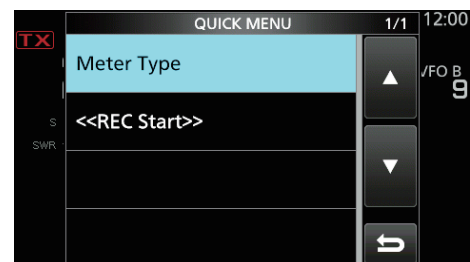 QUICK MENU 1/1 12:00
TX
Meter Type
VFO B
9
<<REC Start>>
S
SWR